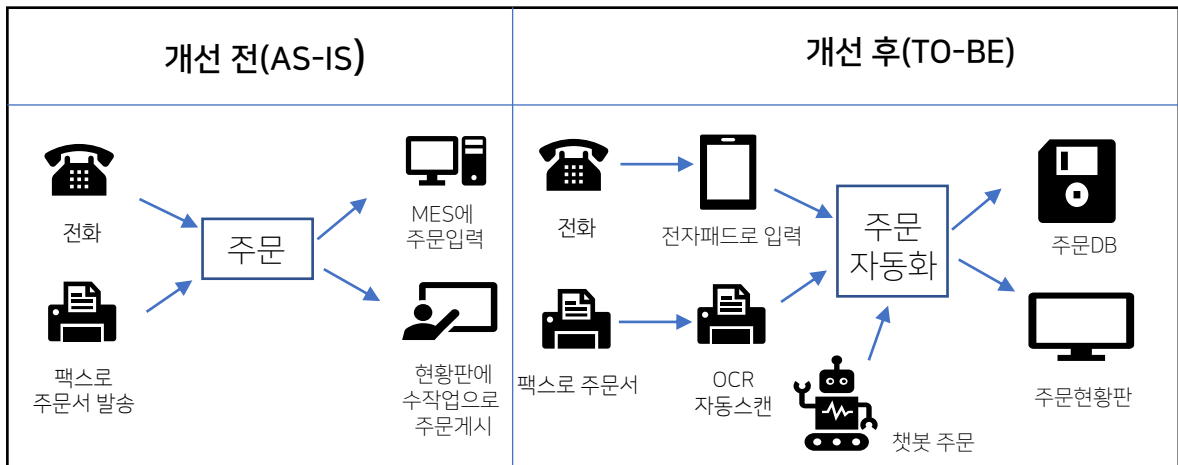 개선 전(AS-IS)
개선 후(TO-BE)
전화
팩스로
주문서 발송
주문
MES에
주문입력
현황판에
수작업으로
주문게시
전화
전자패드로 입력
팩스로 주문서
OCR
자동스캔
주문
자동화
챗봇 주문
주문DB
주문현황판